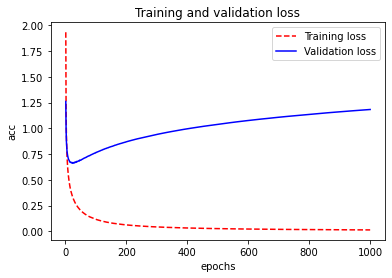 Training and validation loss
Training loss
Validation loss
2.00
1.75
1.50
1.25
1.00
0.75
0.50
0.25
0.00
acc
0 200 400 600 800 1000
epochs